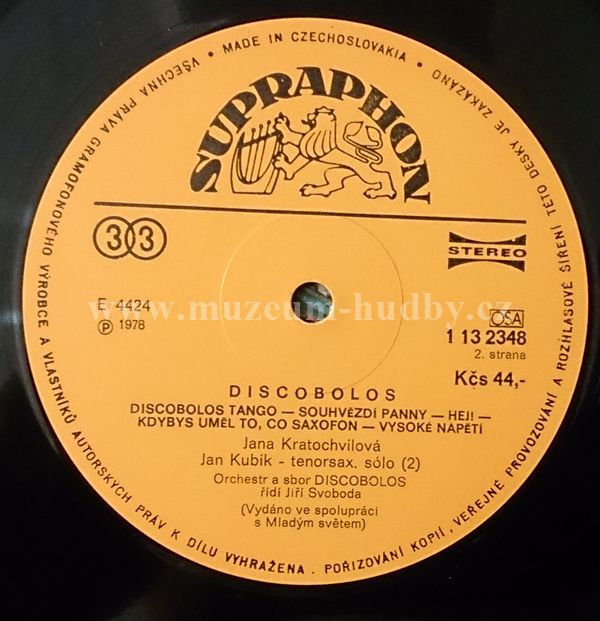 VŠECHNA PRÁVA GRAMOFONOVÉHO VÝROBCE A VLASTNÍKŮ AUTORSKÝCH PRÁV K DÍLU VYHRAŽENA . POŘIZOVÁNÍ KOPIÍ , VEŘEJNÉ PROVOZOVÁNÍ A ROZHLASOVÉ ŠÍŘENÍ TÉTO DESKY JE ZAKÁZÁNO • MADE IN CZECHOSLOVAKIA •
SUPRAPHON
33
STEREO
E 4424
Ⓟ 1978
www.muzeum-hudby.cz
OSA
1 13 2348
2. strana
Kčs 44,-
DISCOBOLOS
DISCOBOLOS TANGO — SOUHVĚZDÍ PANNY — HEJ! —
KDYBYS UMĚL TO, CO SAXOFON — VYSOKÉ NAPĚTÍ
Jana Kratochvílová
Jan Kubík - tenorsax. sólo (2)
Orchestr a sbor DISCOBOLOS
řídí Jiří Svoboda
(Vydáno ve spolupráci
s Mladým světem)